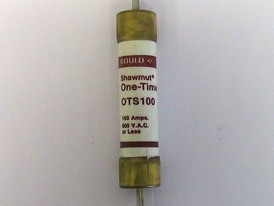 GOULD
Shawmut®
One-Time
OTS100
100 Amps.
600 V.A.C.
or Less